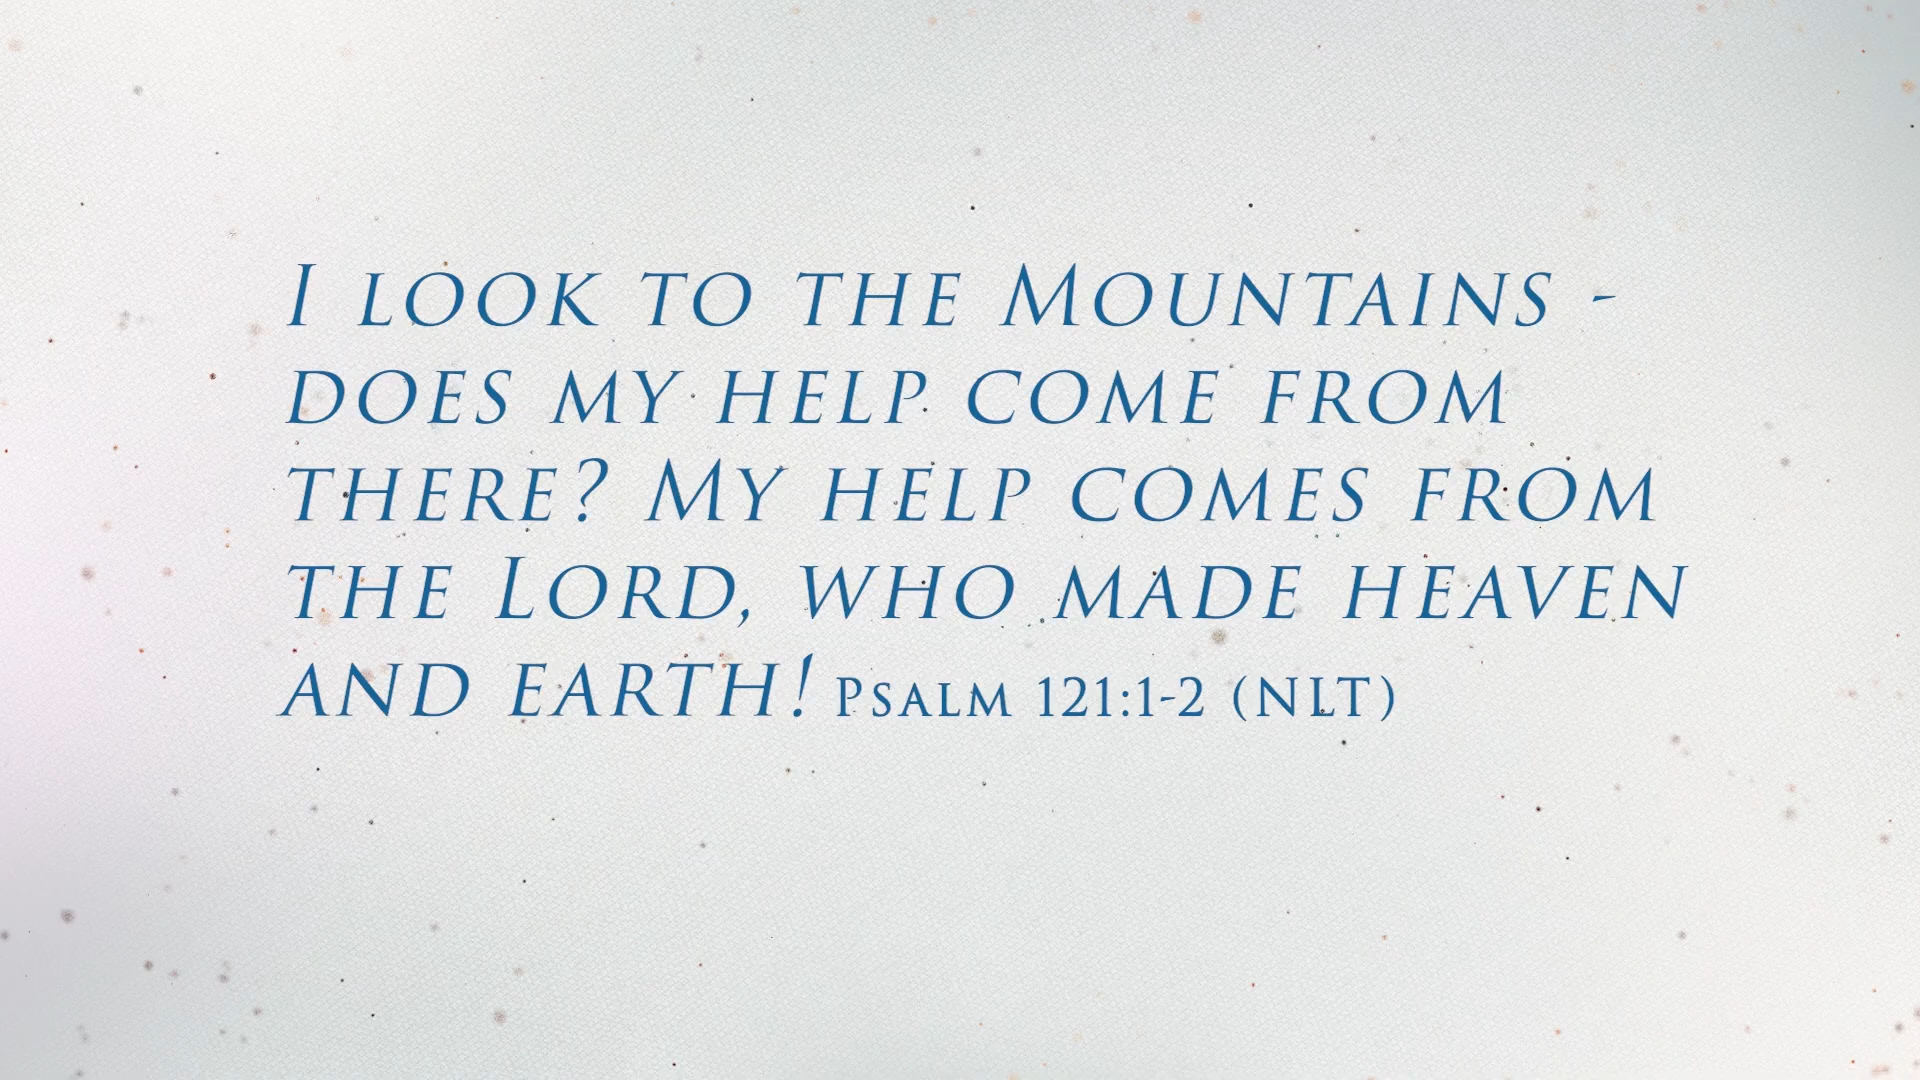 I look to the Mountains -
does my help come from
there? My help comes from
the Lord, who made heaven
and earth! Psalm 121:1-2 (NLT)